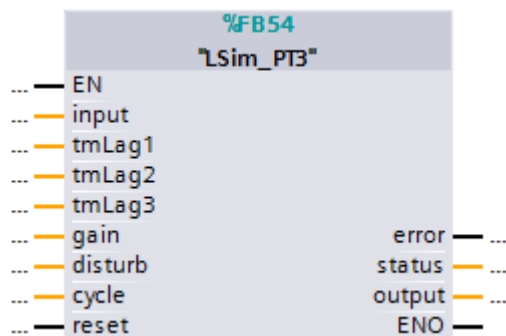 %FB54
"LSim_PT3"
... EN
... input
... tmLag1
... tmLag2
... tmLag3
... gain error ...
... disturb status ...
... cycle output ...
... reset ENO